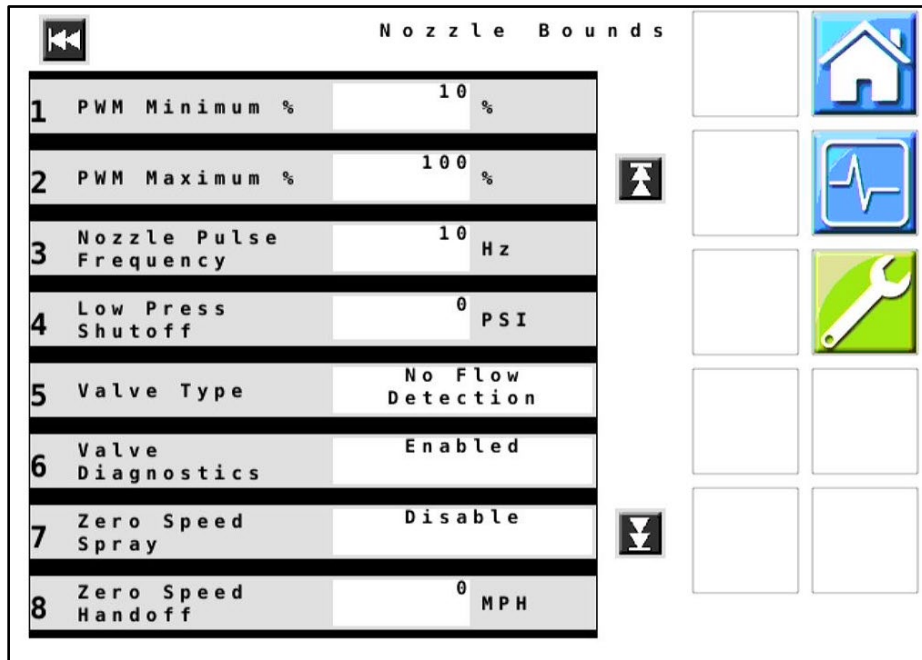 Nozzle Bounds
1 PWM Minimum % 10 %
2 PWM Maximum % 100 %
3 Nozzle Pulse
Frequency 10 Hz
4 Low Press
Shutoff 0 PSI
5 Valve Type No Flow
Detection
6 Valve
Diagnostics Enabled
7 Zero Speed
Spray Disable
8 Zero Speed
Handoff 0 MPH